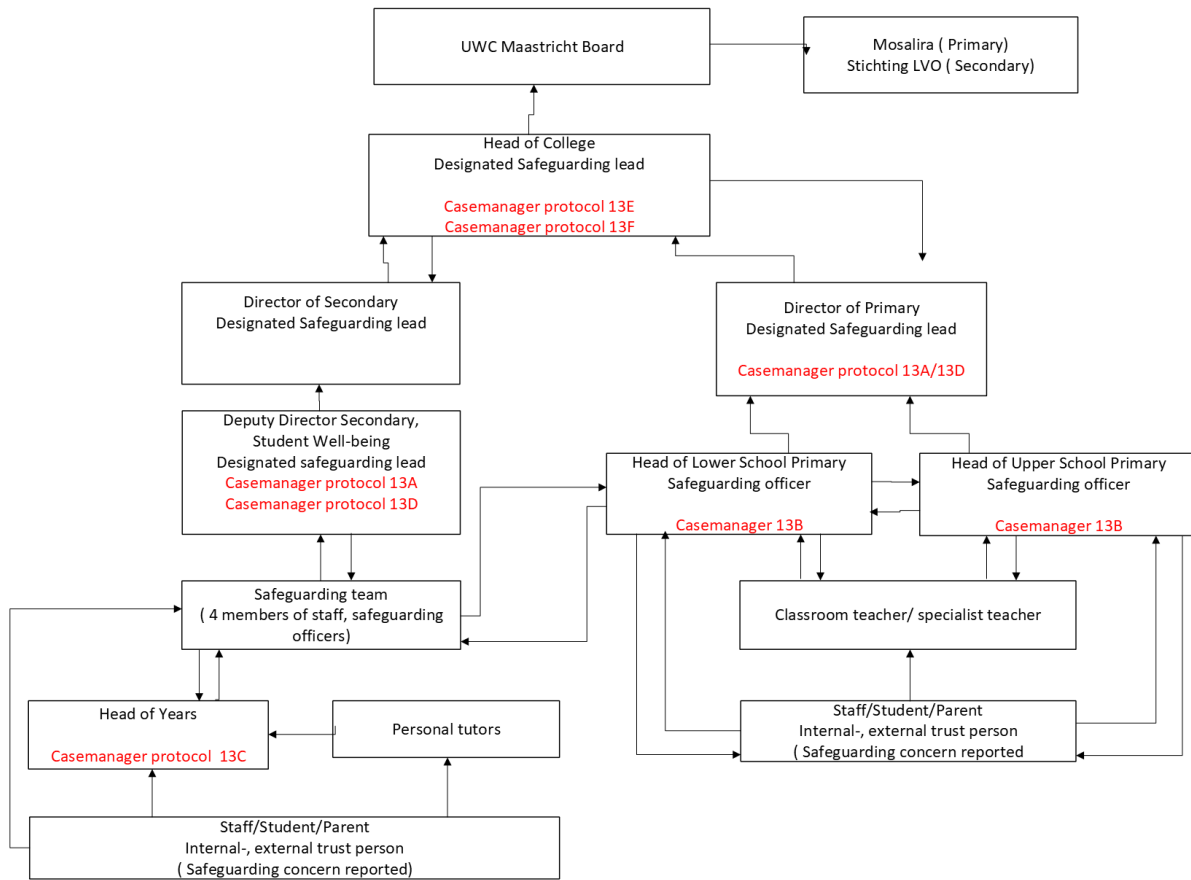 UWC Maastricht Board
Mosalira ( Primary)
Stichting LVO ( Secondary)
Head of College
Designated Safeguarding lead
Casemanager protocol 13E
Casemanager protocol 13F
Director of Secondary
Designated Safeguarding lead
Director of Primary
Designated Safeguarding lead
Casemanager protocol 13A/13D
Deputy Director Secondary,
Student Well-being
Designated safeguarding lead
Casemanager protocol 13A
Casemanager protocol 13D
Head of Lower School Primary
Safeguarding officer
Casemanager 13B
Head of Upper School Primary
Safeguarding officer
Casemanager 13B
Safeguarding team
( 4 members of staff, safeguarding
officers)
Classroom teacher/ specialist teacher
Head of Years
Casemanager protocol 13C
Personal tutors
Staff/Student/Parent
Internal-, external trust person
( Safeguarding concern reported
Staff/Student/Parent
Internal-, external trust person
( Safeguarding concern reported)